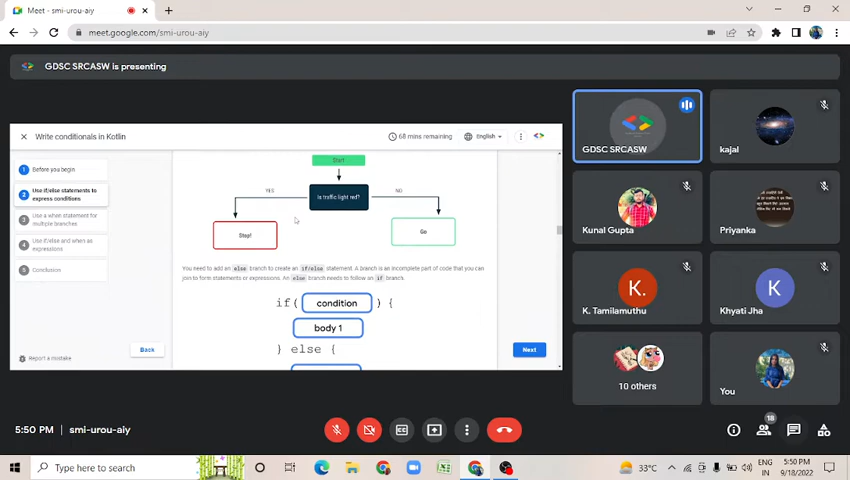 Meet - smi-urou-aiy
meet.google.com/smi-urou-aiy
GDSC SRCASW is presenting
Write conditionals in Kotlin
68 mins remaining
English
1 Before you begin
2 Use if/else statements to
express conditions
3 Use a when statement for
multiple branches
4 Use if/else and when as
expressions
5 Conclusion
Report a mistake
Back
Start
YES
Is traffic light red?
NO
Stop!
Go
You need to add an else branch to create an if/else statement. A branch is an incomplete part of code that you can
join to form statements or expressions. An else branch needs to follow an if branch.
if( condition ) {
body 1
} else {
Next
GDSC SRCASW
kajal
Kunal Gupta
Priyanka
K.
K. Tamilamuthu
K
Khyati Jha
10 others
You
5:50 PM | smi-urou-aiy
18
Type here to search
33°C
ENG
IN
5:50 PM
9/18/2022